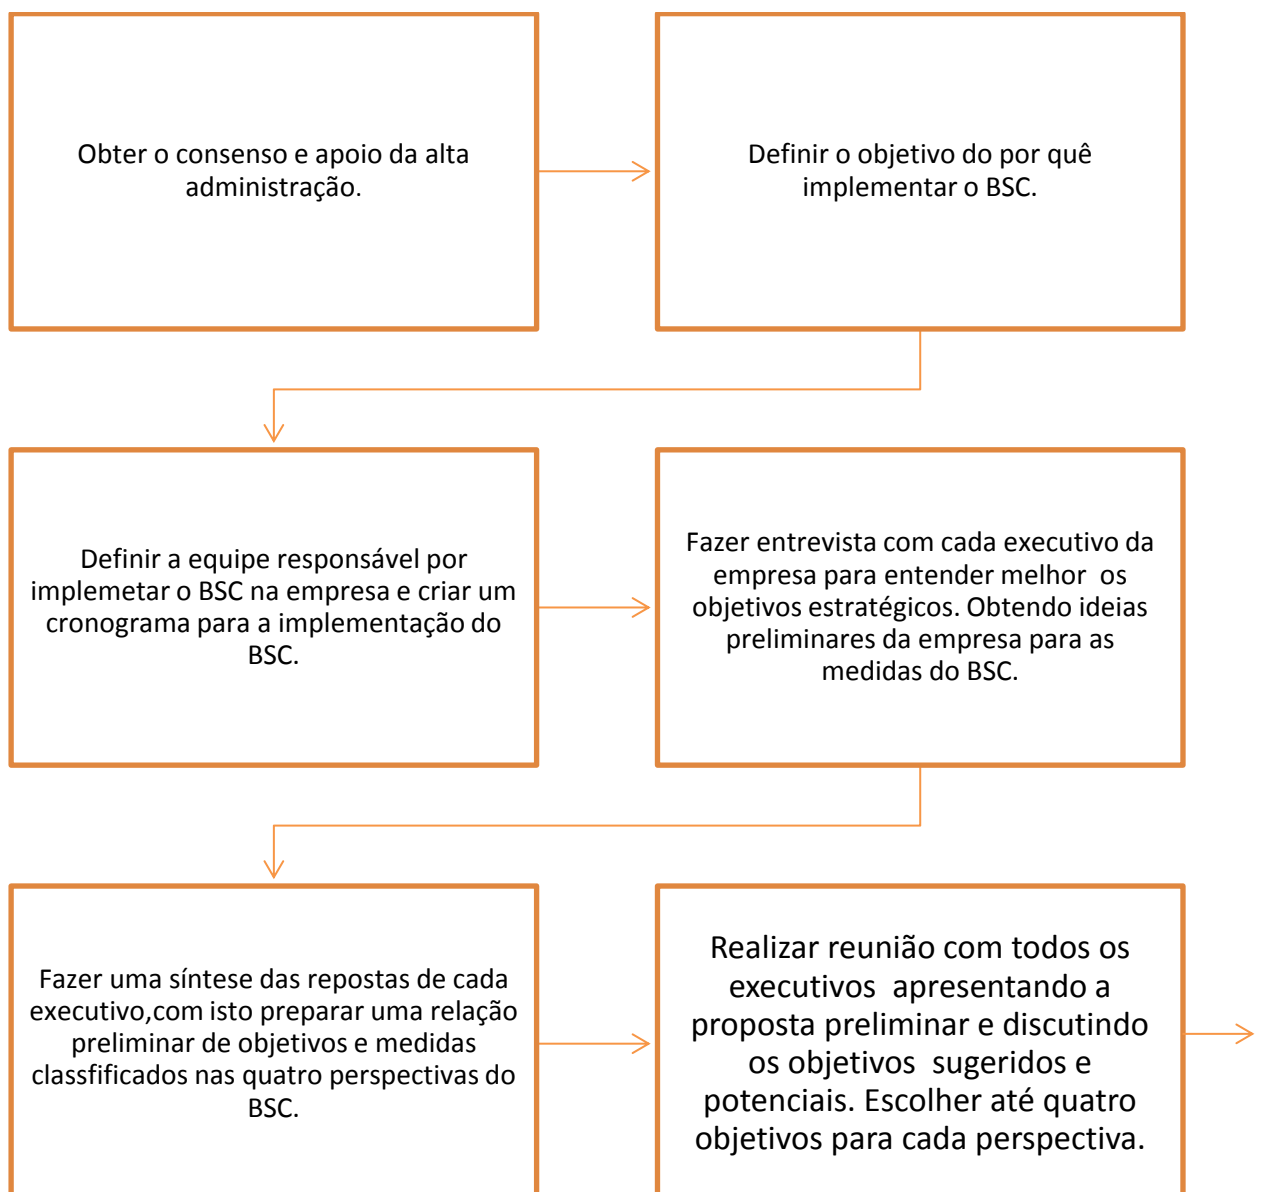 Obter o consenso e apoio da alta
administração.
Definir o objetivo do por quê
implementar o BSC.
Definir a equipe responsável por
implemetar o BSC na empresa e criar um
cronograma para a implementação do
BSC.
Fazer entrevista com cada executivo da
empresa para entender melhor  os
objetivos estratégicos. Obtendo ideias
preliminares da empresa para as
medidas do BSC.
Fazer uma síntese das repostas de cada
executivo,com isto preparar uma relação
preliminar de objetivos e medidas
classfificados nas quatro perspectivas do
BSC.
Realizar reunião com todos os
executivos  apresentando a
proposta preliminar e discutindo
os objetivos  sugeridos e
potenciais. Escolher até quatro
objetivos para cada perspectiva.